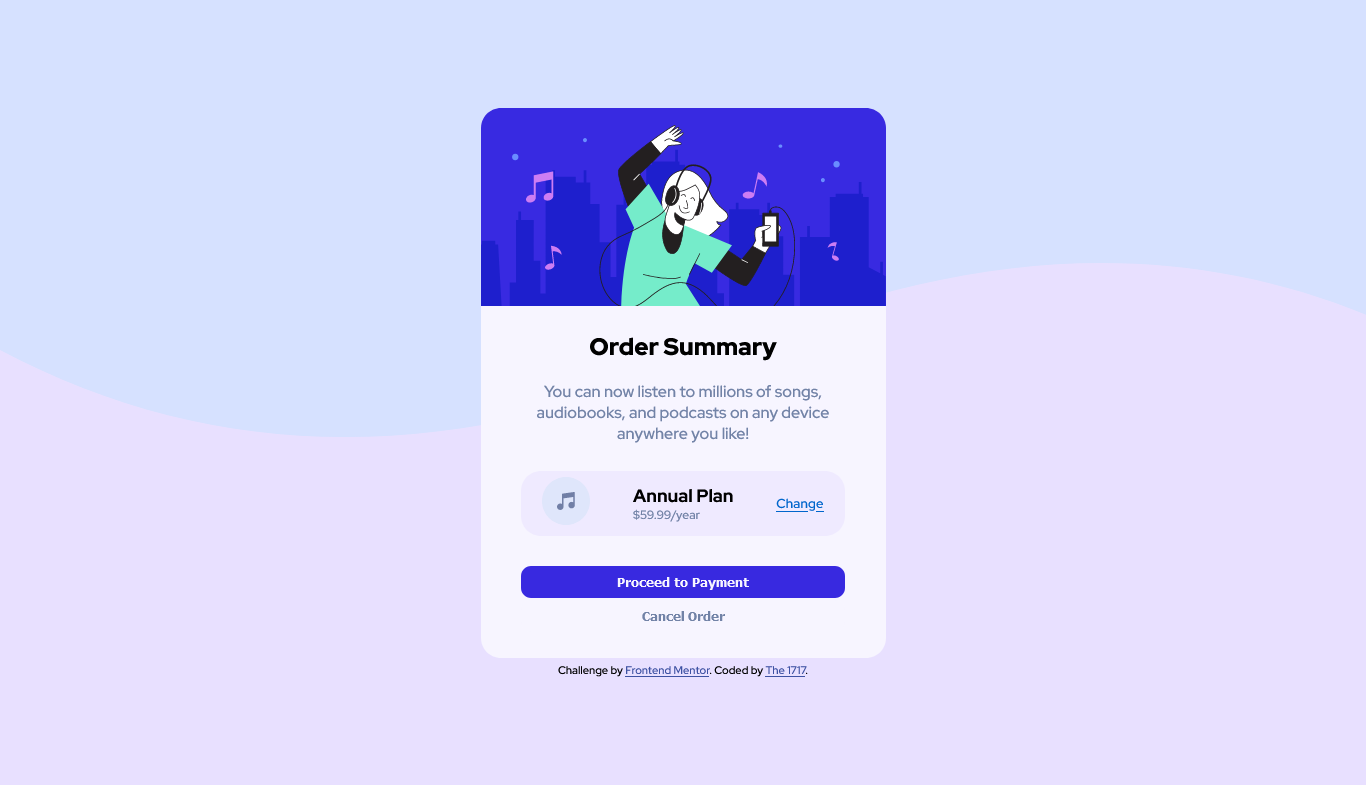 Order Summary
You can now listen to millions of songs,
audiobooks, and podcasts on any device
anywhere you like!
Annual Plan
$59.99/year
Change
Proceed to Payment
Cancel Order
Challenge by Frontend Mentor. Coded by The 1717.